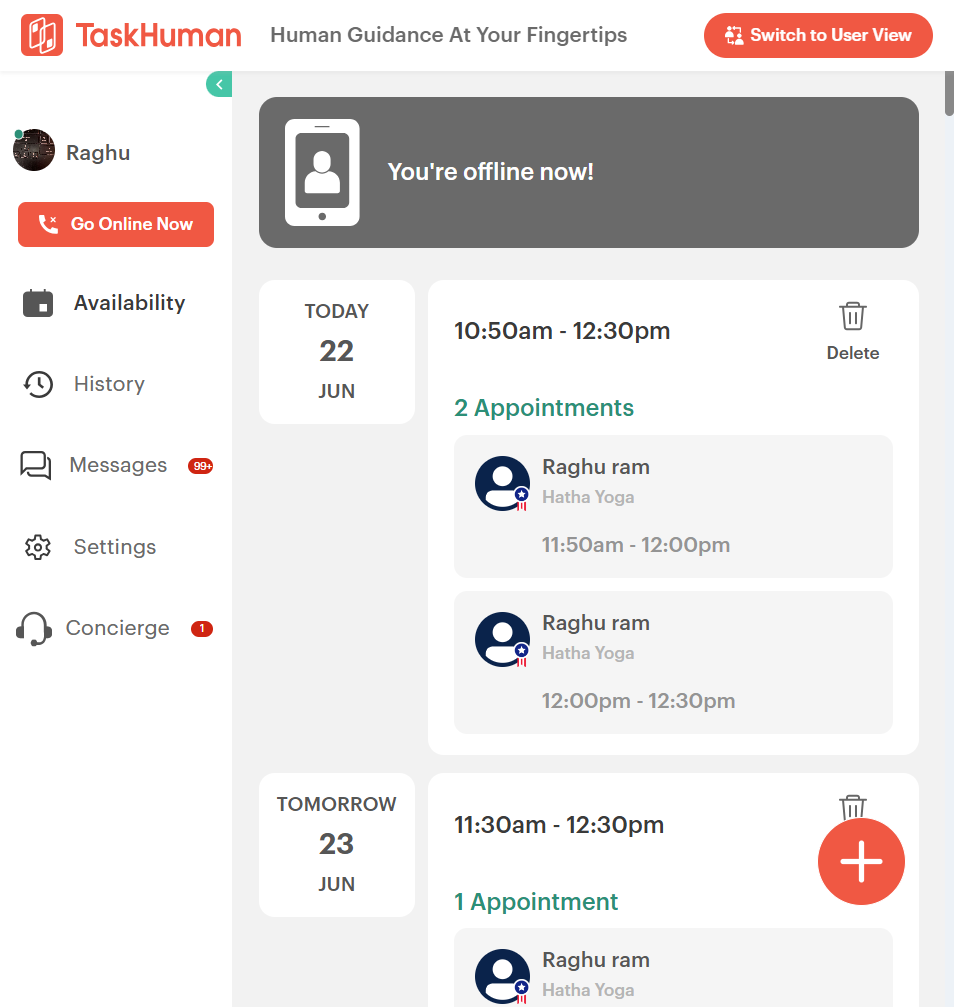 TaskHuman
Human Guidance At Your Fingertips
Switch to User View
Raghu
Go Online Now
Availability
History
Messages
99+
Settings
Concierge
1
You're offline now!
TODAY
22
JUN
10:50am - 12:30pm
Delete
2 Appointments
Raghu ram
Hatha Yoga
11:50am - 12:00pm
Raghu ram
Hatha Yoga
12:00pm - 12:30pm
TOMORROW
23
JUN
11:30am - 12:30pm
1 Appointment
Raghu ram
Hatha Yoga